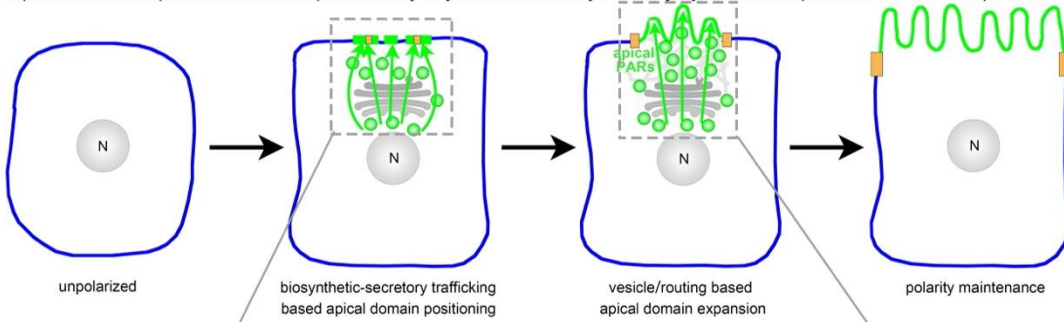 apical
PARs
N
N
N
N
unpolarized
biosynthetic-secretory trafficking
based apical domain positioning
vesicle/routing based
apical domain expansion
polarity maintenance